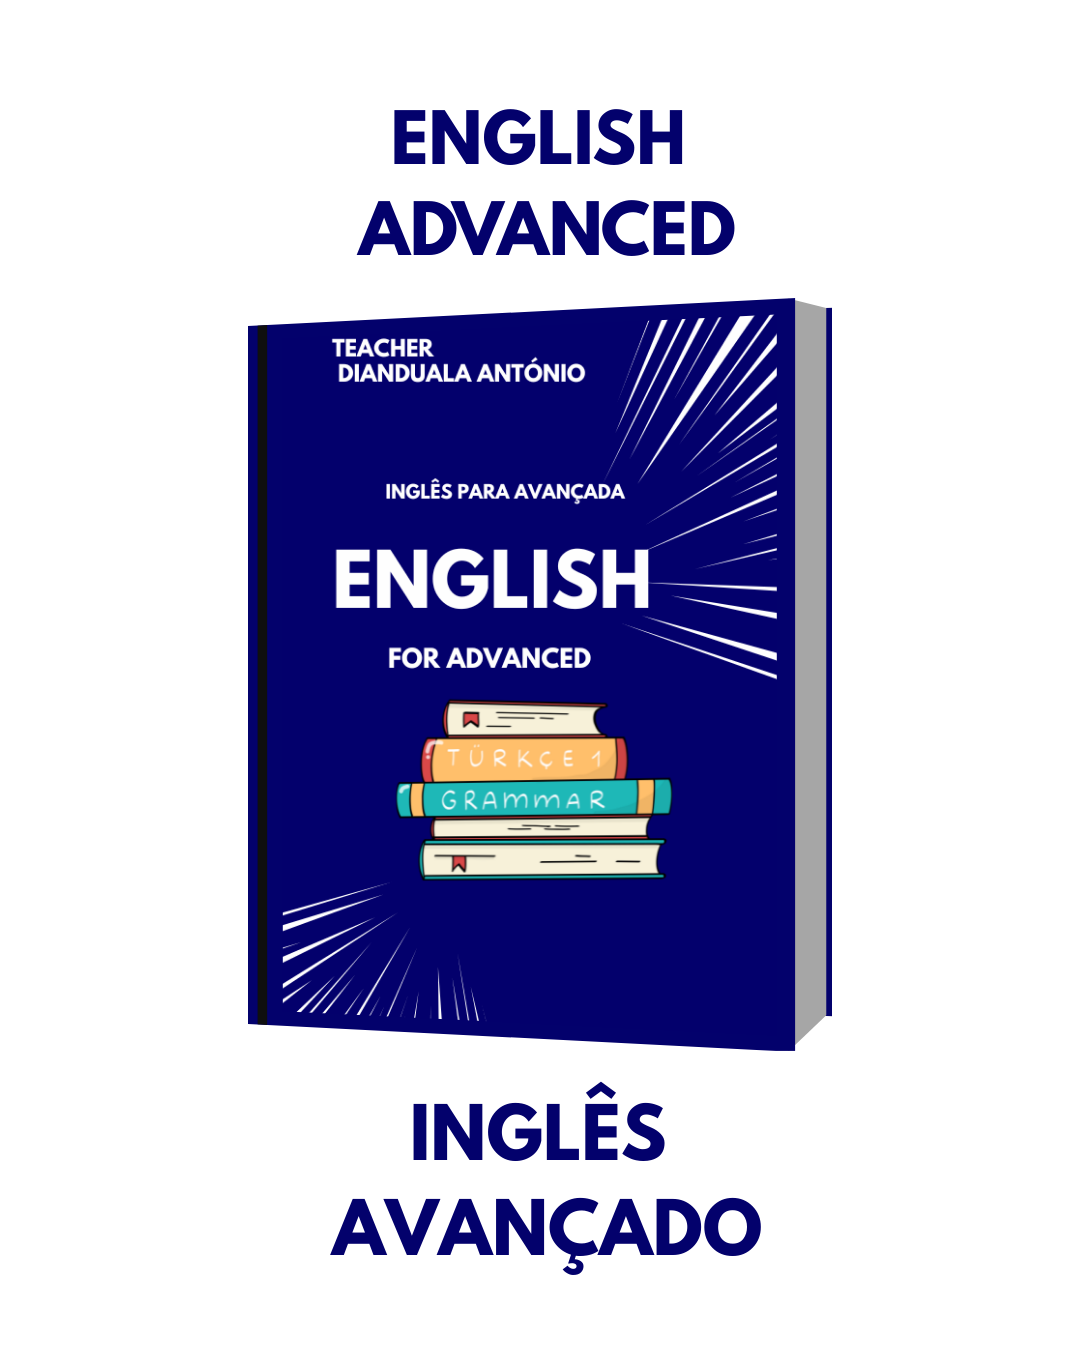 ENGLISH
ADVANCED
TEACHER
DIANDUALA ANTÓNIO
INGLÊS PARA AVANÇADA
ENGLISH
FOR ADVANCED
TÜRKÇE 1
GRAMMAR
INGLÊS
AVANÇADO